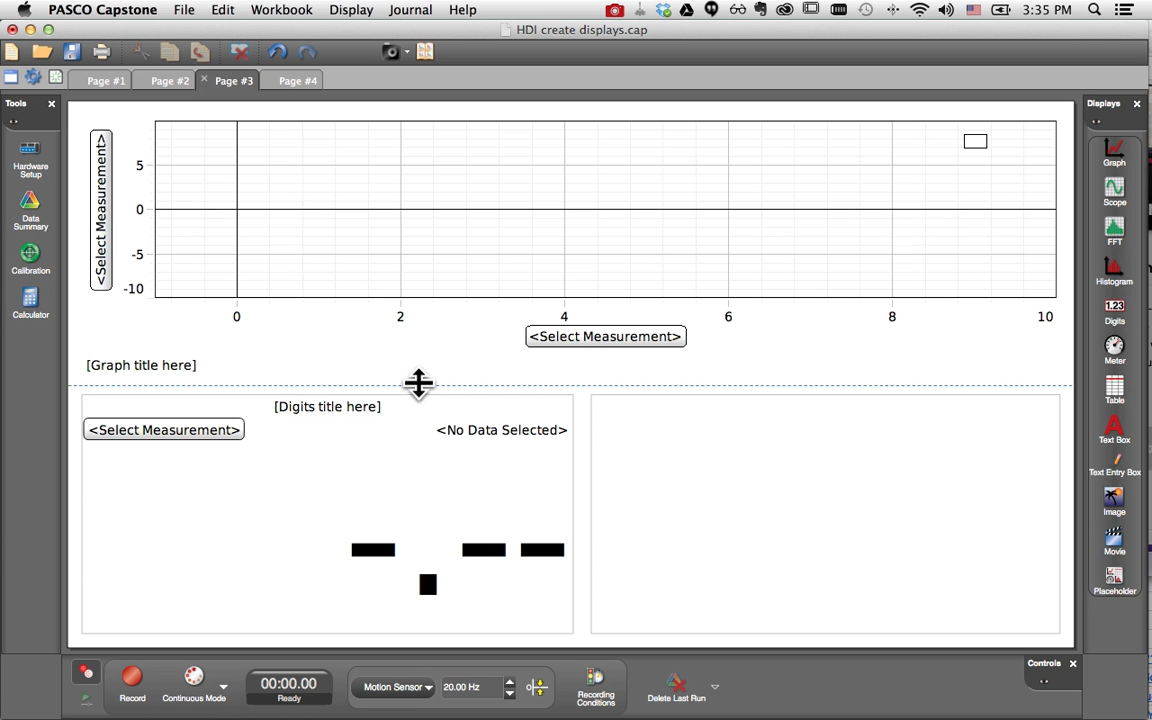 PASCO Capstone File Edit Workbook Display Journal Help 3:35 PM
HDI create displays.cap
Page #1 Page #2 Page #3 Page #4
Tools
Displays
Hardware
Setup
Data
Summary
Calibration
Calculator
<Select Measurement>
5
0
-5
-10
0 2 4 6 8 10
<Select Measurement>
[Graph title here]
[Digits title here]
<Select Measurement> <No Data Selected>
Graph
Scope
FFT
Histogram
1.23
Digits
Meter
Table
Text Box
Text Entry Box
Image
Movie
Placeholder
Record
Continuous Mode
00:00.00
Ready
Motion Sensor
20.00 Hz
Recording
Conditions
Delete Last Run
Controls